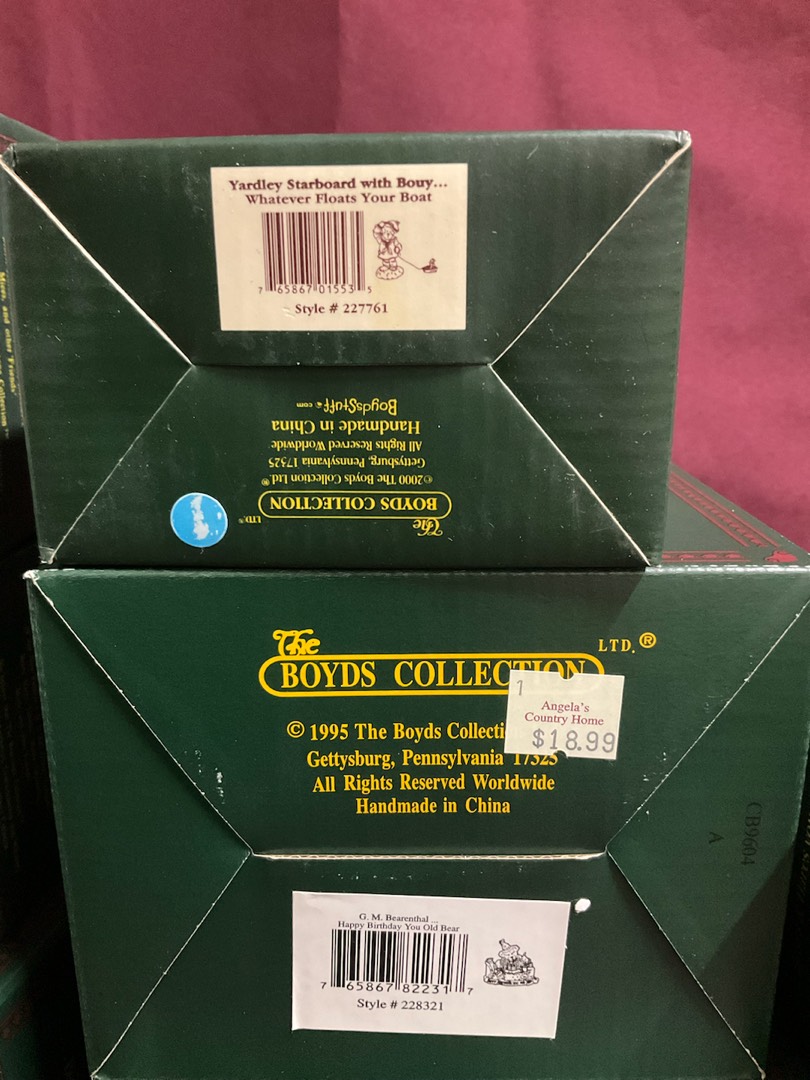 Yardley Starboard with Bouy...
Whatever Floats Your Boat
7 65867 01553 5
Style # 227761
The
BOYDS COLLECTION
LTD.®
©2000 The Boyds Collection Ltd®
Gettysburg, Pennsylvania 17325
All Rights Reserved Worldwide
Handmade in China
BoydsStuff.com
The
LTD.®
BOYDS COLLECTION
1
Angela's
Country Home
$18.99
© 1995 The Boyds Collecti
Gettysburg, Pennsylvania 17325
All Rights Reserved Worldwide
Handmade in China
CB9604
A
G. M. Bearenthal ...
Happy Birthday You Old Bear
7 65867 82231 7
Style # 228321